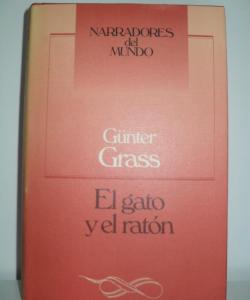 NARRADORES
del
MUNDO
Günter
Grass
El gato
y el ratón